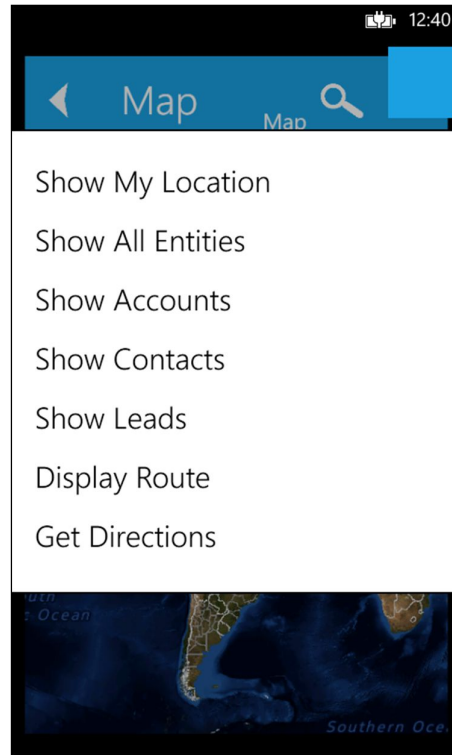 12:40
Map
Map
Show My Location
Show All Entities
Show Accounts
Show Contacts
Show Leads
Display Route
Get Directions
Ocean
Southern Oce